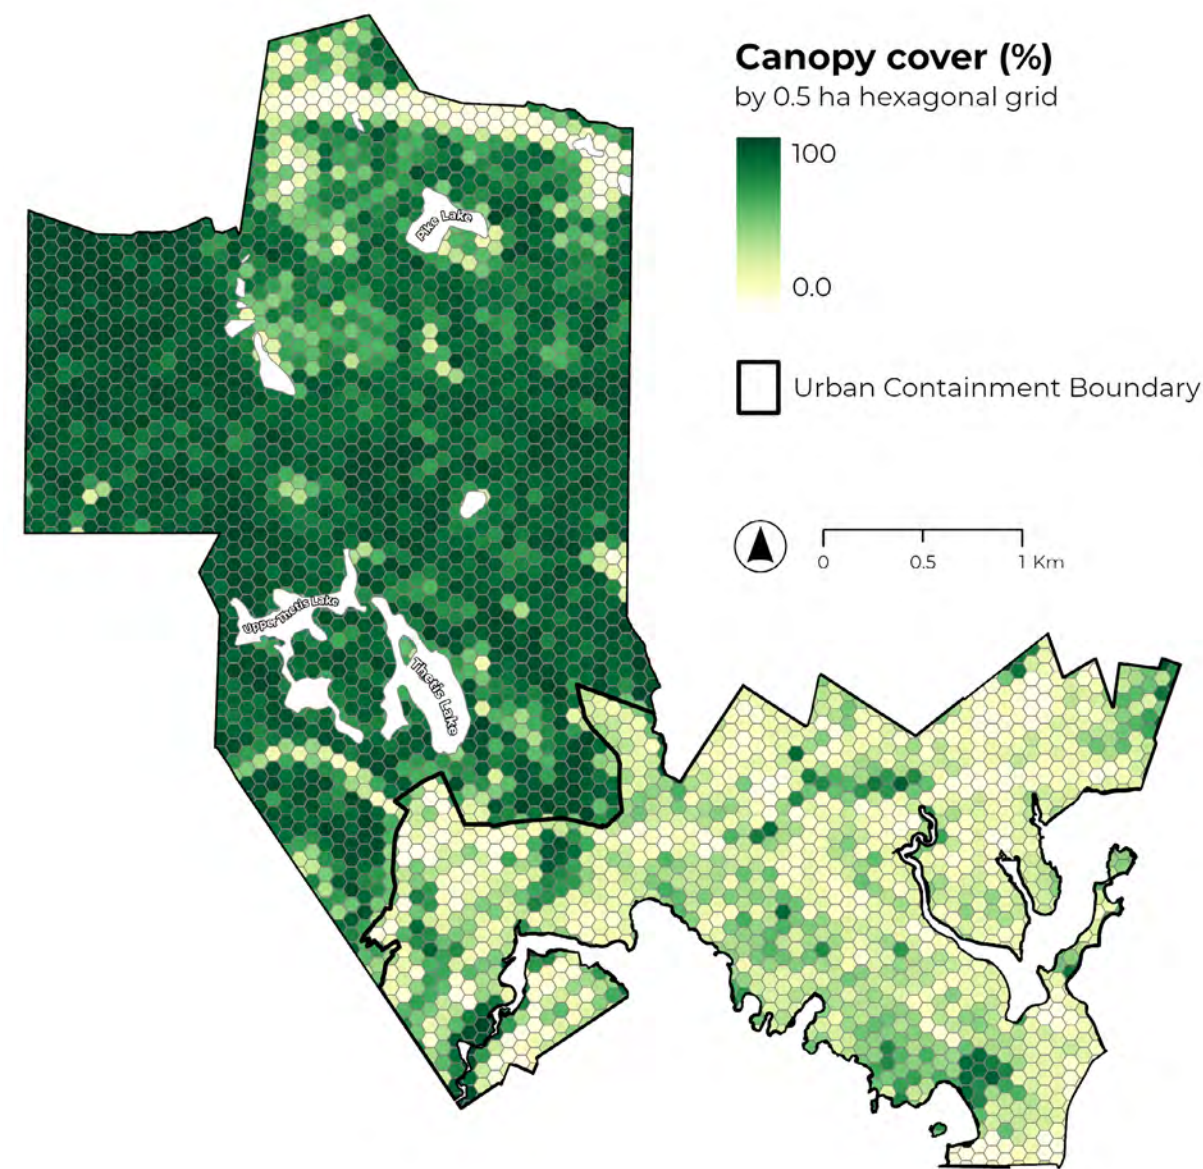 Canopy cover (%)
by 0.5 ha hexagonal grid
100
0.0
Urban Containment Boundary
0 0.5 1 Km
Pike Lake
Upper Thetis Lake
Thetis Lake